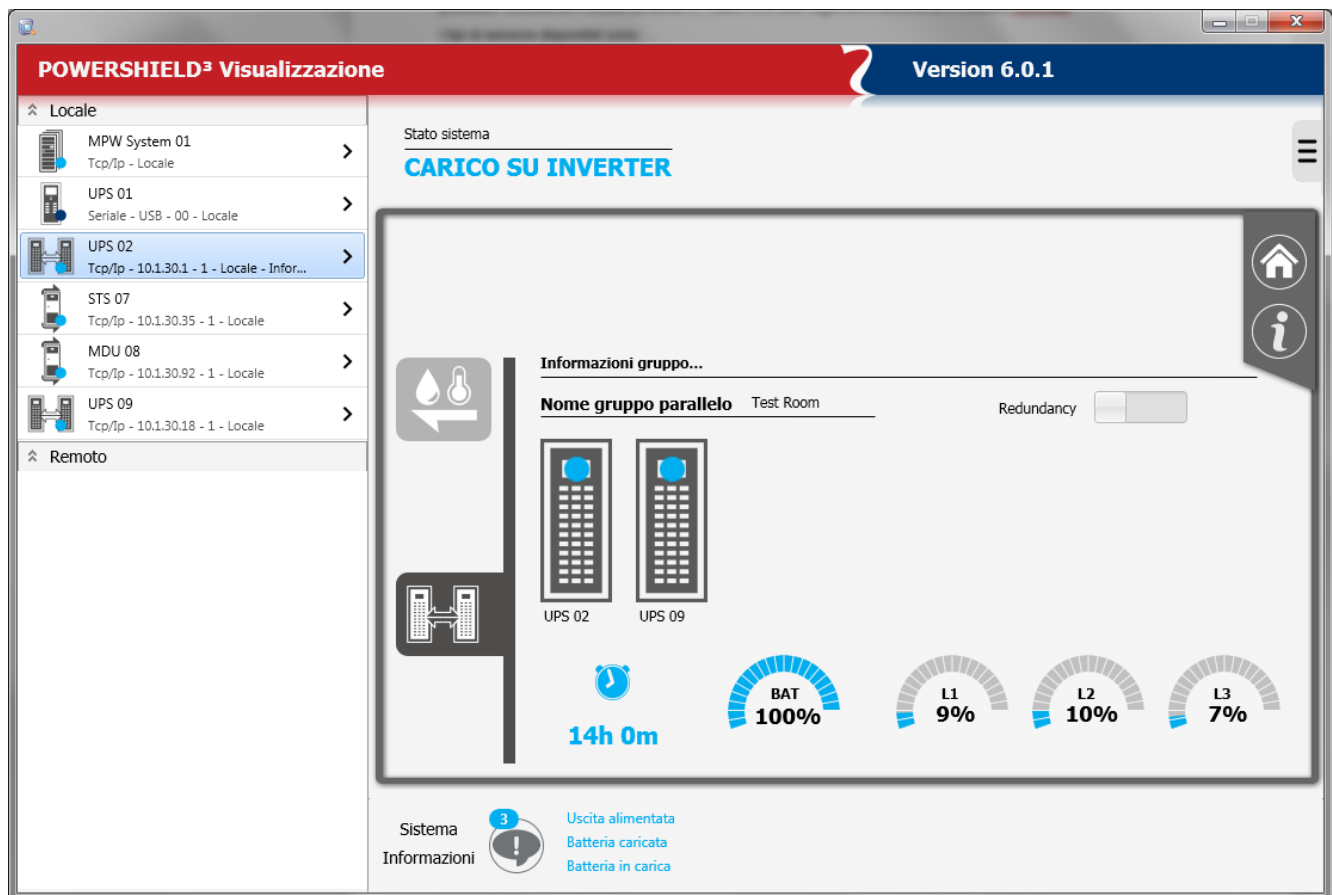 POWERSHIELD³ Visualizzazione
Version 6.0.1
Locale
MPW System 01
Tcp/Ip - Locale
UPS 01
Seriale - USB - 00 - Locale
UPS 02
Tcp/Ip - 10.1.30.1 - 1 - Locale - Infor...
STS 07
Tcp/Ip - 10.1.30.35 - 1 - Locale
MDU 08
Tcp/Ip - 10.1.30.92 - 1 - Locale
UPS 09
Tcp/Ip - 10.1.30.18 - 1 - Locale
Remoto
Stato sistema
CARICO SU INVERTER
Informazioni gruppo...
Nome gruppo parallelo Test Room
Redundancy
UPS 02
UPS 09
14h 0m
BAT
100%
L1
9%
L2
10%
L3
7%
Sistema
Informazioni
3
Uscita alimentata
Batteria caricata
Batteria in carica